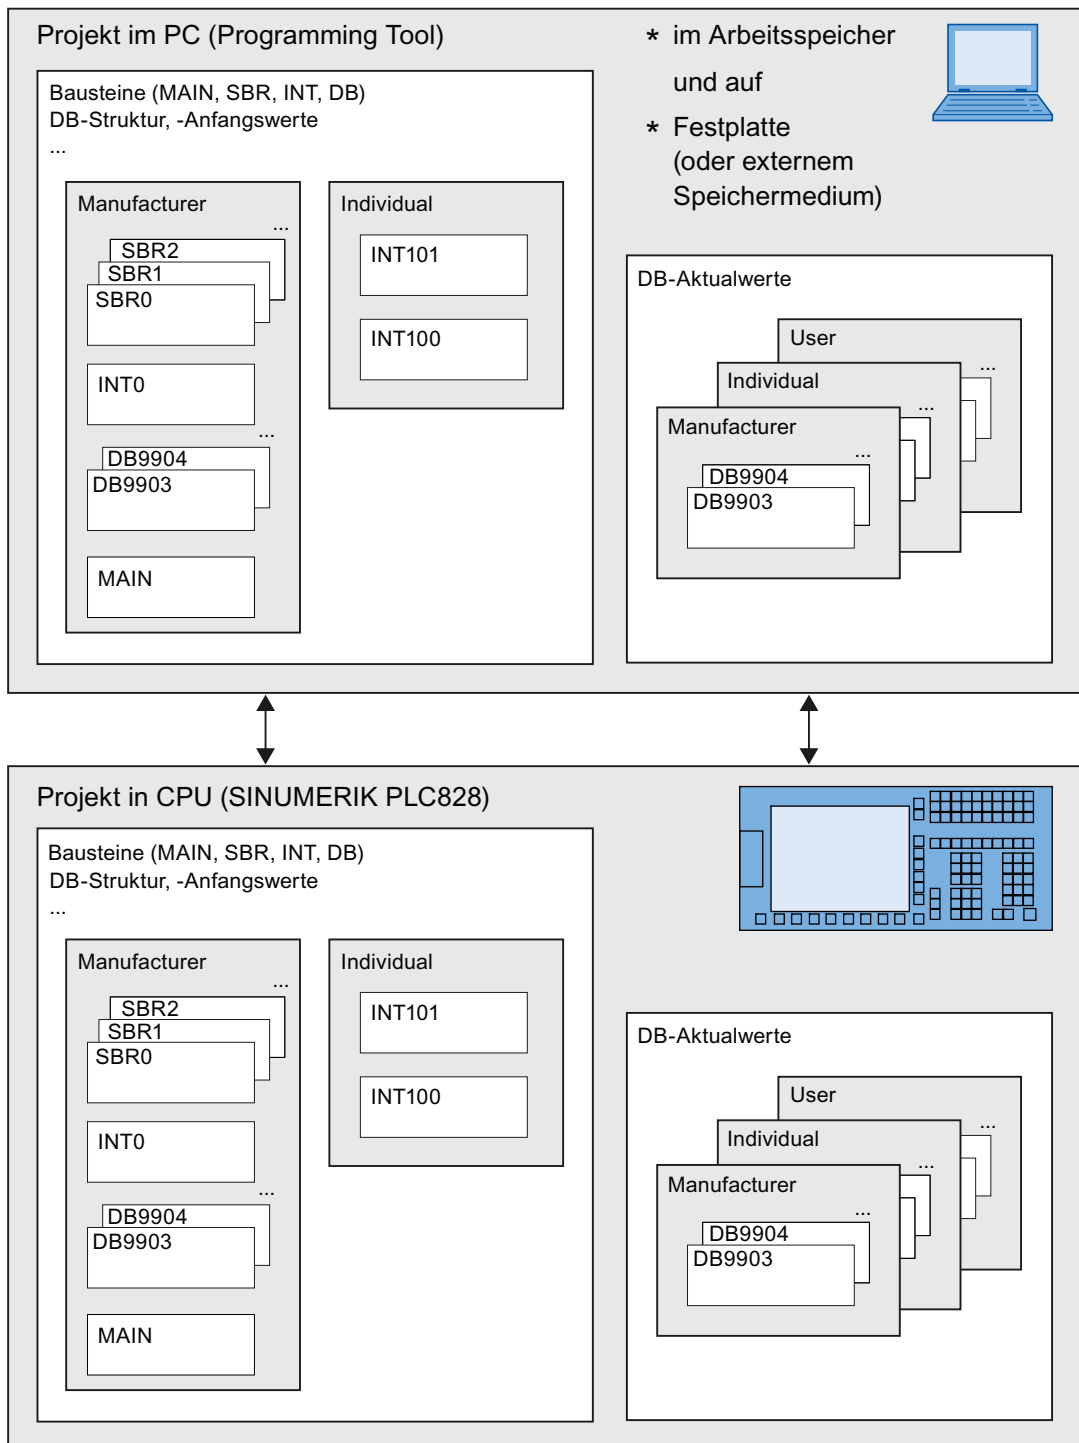 Projekt im PC (Programming Tool)
* im Arbeitsspeicher
und auf
* Festplatte
(oder externem
Speichermedium)
Bausteine (MAIN, SBR, INT, DB)
DB-Struktur, -Anfangswerte
...
Manufacturer
...
SBR2
SBR1
SBR0
INT0
...
DB9904
DB9903
MAIN
Individual
INT101
INT100
DB-Aktualwerte
User
...
Individual
...
Manufacturer
...
DB9904
DB9903
Projekt in CPU (SINUMERIK PLC828)
Bausteine (MAIN, SBR, INT, DB)
DB-Struktur, -Anfangswerte
...
Manufacturer
...
SBR2
SBR1
SBR0
INT0
...
DB9904
DB9903
MAIN
Individual
INT101
INT100
DB-Aktualwerte
User
...
Individual
...
Manufacturer
...
DB9904
DB9903